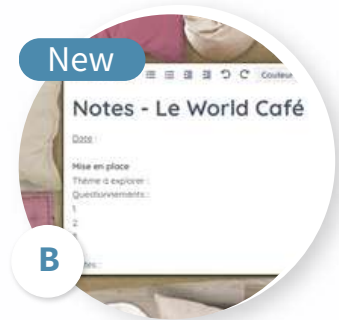 New
Couleur
Notes - Le World Café
Date :
Mise en place
Thème à explorer :
Questionnements :
1
2
B